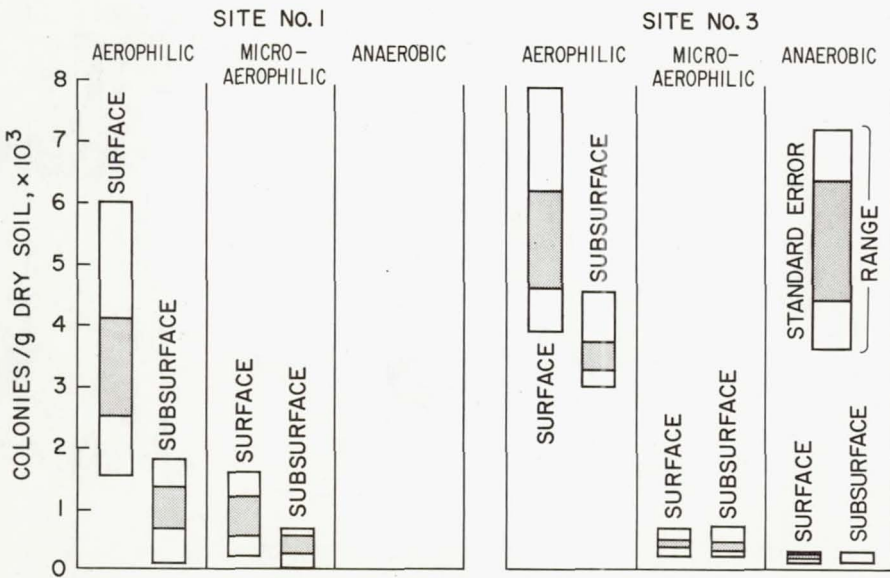 SITE No.1
AEROPHILIC
MICRO-
AEROPHILIC
ANAEROBIC
COLONIES/g DRY SOIL, ×10³
8
7
6
5
4
3
2
1
0
SURFACE
SUBSURFACE
SURFACE
SUBSURFACE
SITE No.3
AEROPHILIC
MICRO-
AEROPHILIC
ANAEROBIC
SURFACE
SUBSURFACE
SURFACE
SUBSURFACE
STANDARD ERROR
RANGE
SURFACE
SUBSURFACE